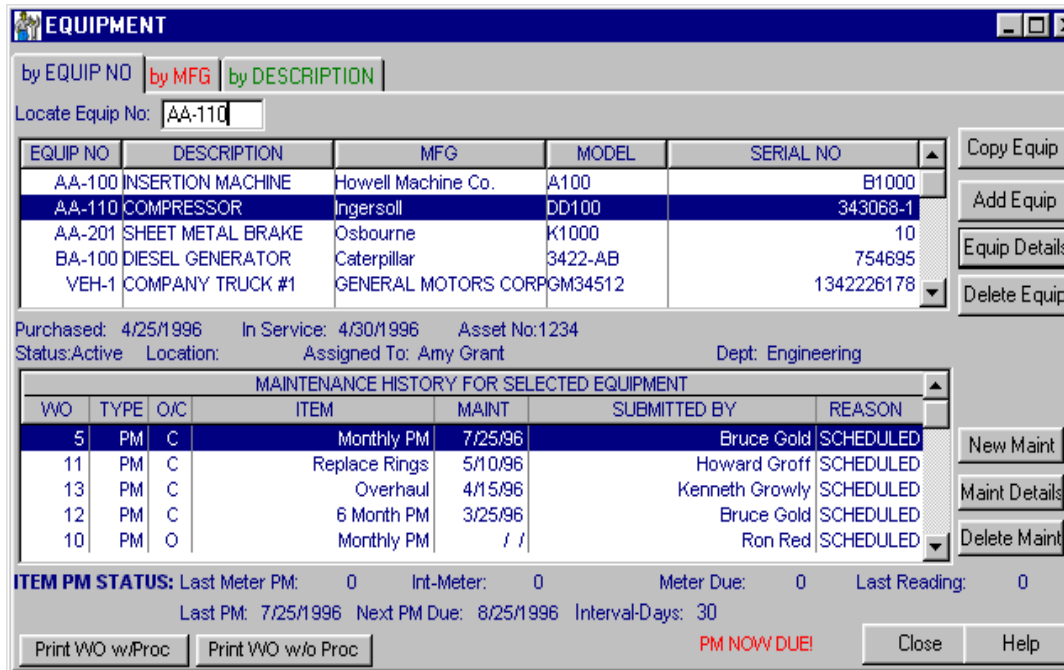 EQUIPMENT
by EQUIP NO by MFG by DESCRIPTION
Locate Equip No: AA-110
EQUIP NO DESCRIPTION MFG MODEL SERIAL NO
AA-100 INSERTION MACHINE Howell Machine Co. A100 B1000
AA-110 COMPRESSOR Ingersoll DD100 343068-1
AA-201 SHEET METAL BRAKE Osbourne K1000 10
BA-100 DIESEL GENERATOR Caterpillar 3422-AB 754695
VEH-1 COMPANY TRUCK #1 GENERAL MOTORS CORP GM34512 1342226178
Copy Equip
Add Equip
Equip Details
Delete Equip
Purchased: 4/25/1996 In Service: 4/30/1996 Asset No:1234
Status:Active Location: Assigned To: Amy Grant Dept: Engineering
MAINTENANCE HISTORY FOR SELECTED EQUIPMENT
WO TYPE O/C ITEM MAINT SUBMITTED BY REASON
5 PM C Monthly PM 7/25/96 Bruce Gold SCHEDULED
11 PM C Replace Rings 5/10/96 Howard Groff SCHEDULED
13 PM C Overhaul 4/15/96 Kenneth Growly SCHEDULED
12 PM C 6 Month PM 3/25/96 Bruce Gold SCHEDULED
10 PM O Monthly PM / / Ron Red SCHEDULED
New Maint
Maint Details
Delete Maint
ITEM PM STATUS: Last Meter PM: 0 Int-Meter: 0 Meter Due: 0 Last Reading: 0
Last PM: 7/25/1996 Next PM Due: 8/25/1996 Interval-Days: 30
Print WO w/Proc Print WO w/o Proc PM NOW DUE! Close Help